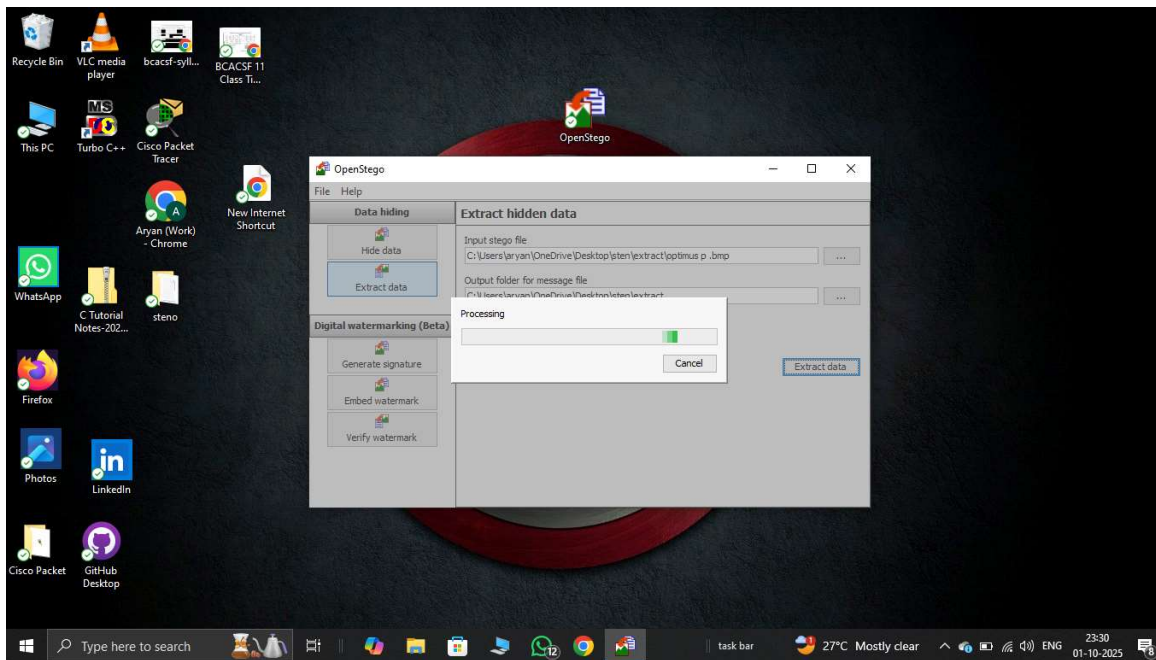 Recycle Bin
VLC media
player
bcacsf-syll...
BCACSF 11
Class Ti...
This PC
MS
Turbo C++
Cisco Packet
Tracer
A
Aryan (Work)
- Chrome
New Internet
Shortcut
WhatsApp
C Tutorial
Notes-202...
steno
Firefox
Photos
in
LinkedIn
Cisco Packet
GitHub
Desktop
OpenStego
OpenStego
File Help
Data hiding
Hide data
Extract data
Digital watermarking (Beta)
Generate signature
Embed watermark
Verify watermark
Extract hidden data
Input stego file
C:\Users\aryan\OneDrive\Desktop\sten\extract\optimus p .bmp
...
Output folder for message file
C:\Users\aryan\OneDrive\Desktop\sten\extract
...
Processing
Cancel
Extract data
Type here to search
12
task bar
27°C Mostly clear
ENG
23:30
01-10-2025
8